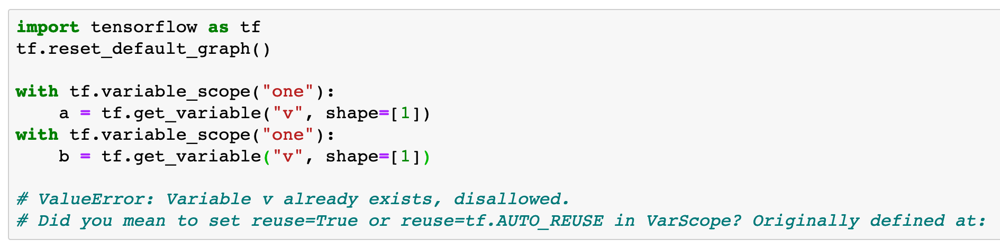 import tensorflow as tf
tf.reset_default_graph()

with tf.variable_scope("one"):
    a = tf.get_variable("v", shape=[1])
with tf.variable_scope("one"):
    b = tf.get_variable("v", shape=[1])

# ValueError: Variable v already exists, disallowed.
# Did you mean to set reuse=True or reuse=tf.AUTO_REUSE in VarScope? Originally defined at: